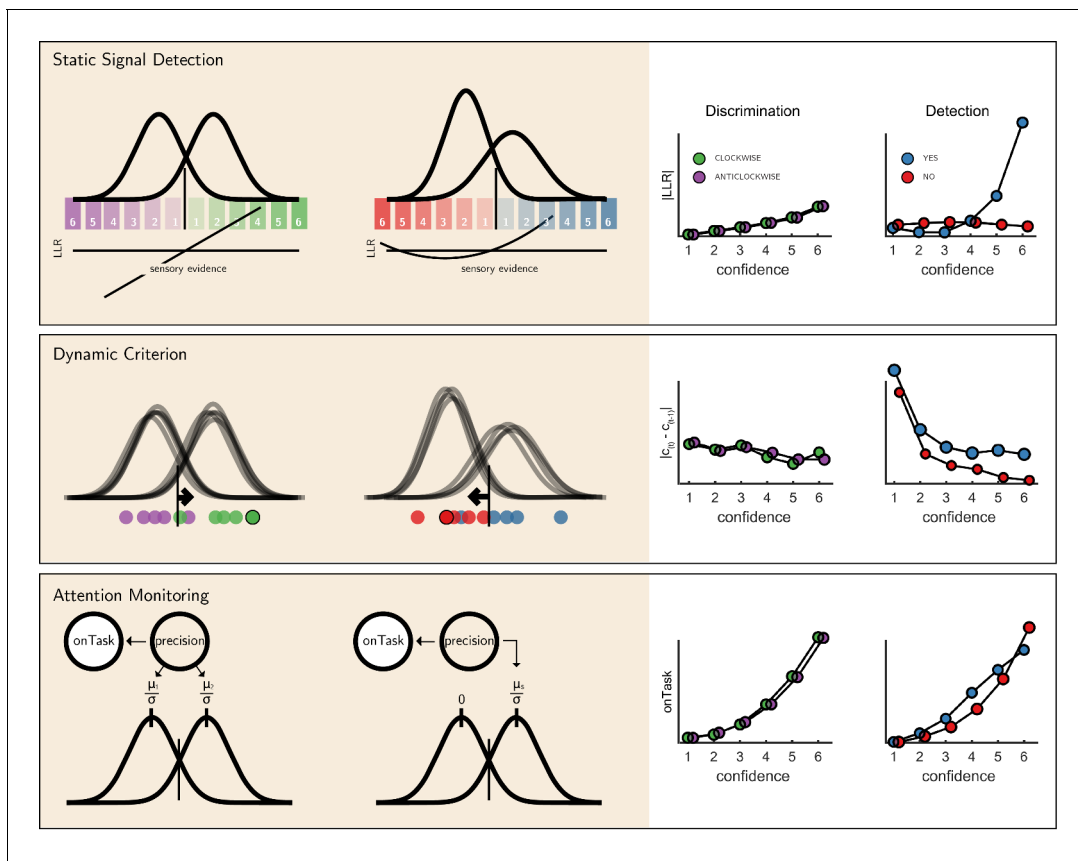 Static Signal Detection
6 5 4 3 2 1 1 2 3 4 5 6
LLR
sensory evidence
6 5 4 3 2 1 1 2 3 4 5 6
LLR
sensory evidence
Discrimination
|LLR|
CLOCKWISE
ANTICLOCKWISE
1 2 3 4 5 6
confidence
Detection
YES
NO
1 2 3 4 5 6
confidence
Dynamic Criterion
|c(t) - c(t-1)|
1 2 3 4 5 6
confidence
1 2 3 4 5 6
confidence
Attention Monitoring
onTask
precision
μ₁
σ
μ₂
σ
onTask
precision
0
μₛ
σ
onTask
1 2 3 4 5 6
confidence
1 2 3 4 5 6
confidence